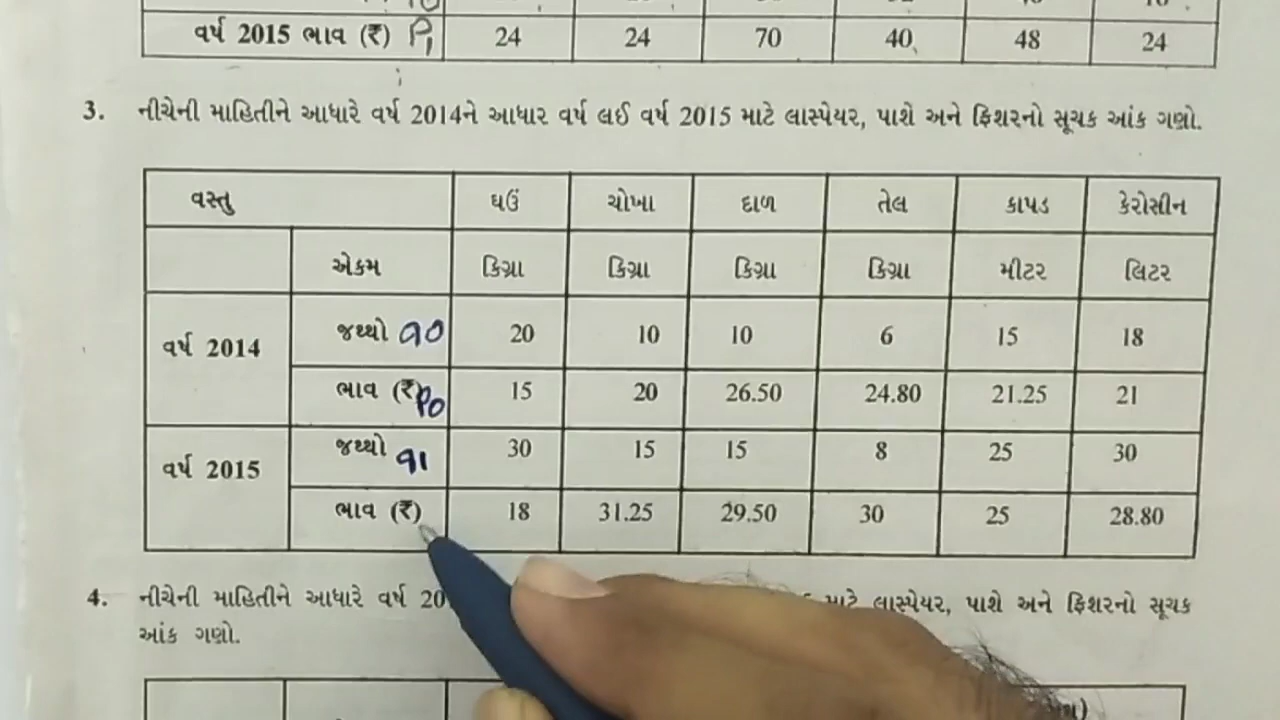 વર્ષ 2015 ભાવ (₹) P1 24 24 70 40 48 24
3. નીચેની માહિતીને આધારે વર્ષ 2014ને આધાર વર્ષ લઈ વર્ષ 2015 માટે લાસ્પેયર, પાશે અને ફિશરનો સૂચક આંક ગણો.
વસ્તુ ઘઉં ચોખા દાળ તેલ કાપડ કેરોસીન
એકમ કિગ્રા કિગ્રા કિગ્રા કિગ્રા મીટર લિટર
વર્ષ 2014 જથ્થો q0 20 10 10 6 15 18
ભાવ (₹) P0 15 20 26.50 24.80 21.25 21
વર્ષ 2015 જથ્થો q1 30 15 15 8 25 30
ભાવ (₹) 18 31.25 29.50 30 25 28.80
4. નીચેની માહિતીને આધારે વર્ષ માટે લાસ્પેયર, પાશે અને ફિશરનો સૂચક
આંક ગણો.